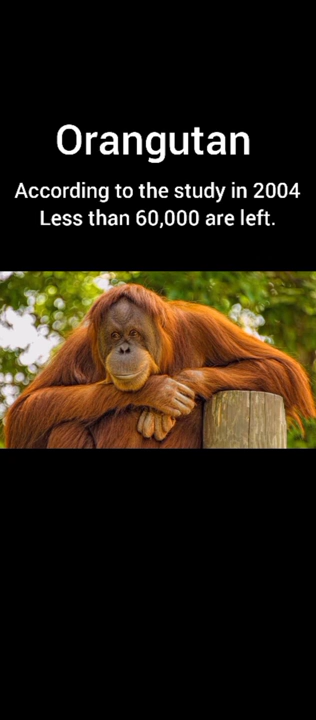 Orangutan
According to the study in 2004
Less than 60,000 are left.